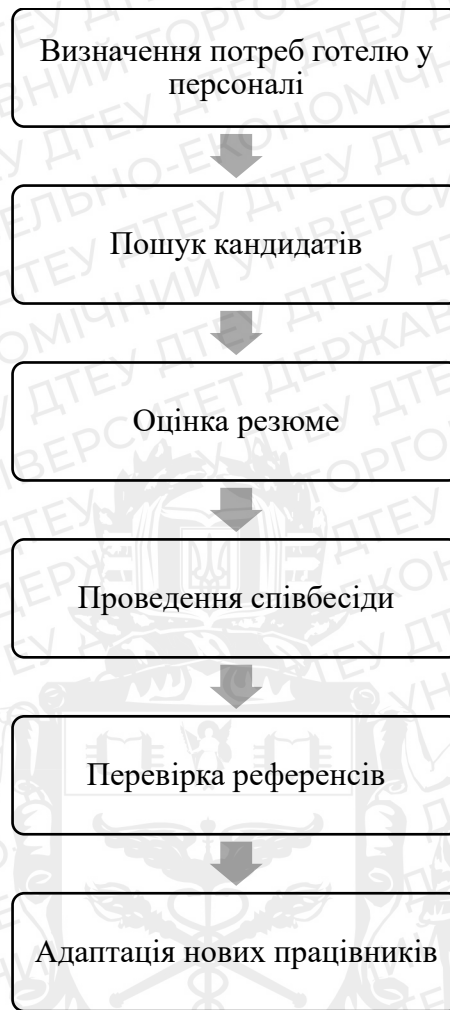 Визначення потреб готелю у
персоналі
Пошук кандидатів
Оцінка резюме
Проведення співбесіди
Перевірка референсів
Адаптація нових працівників